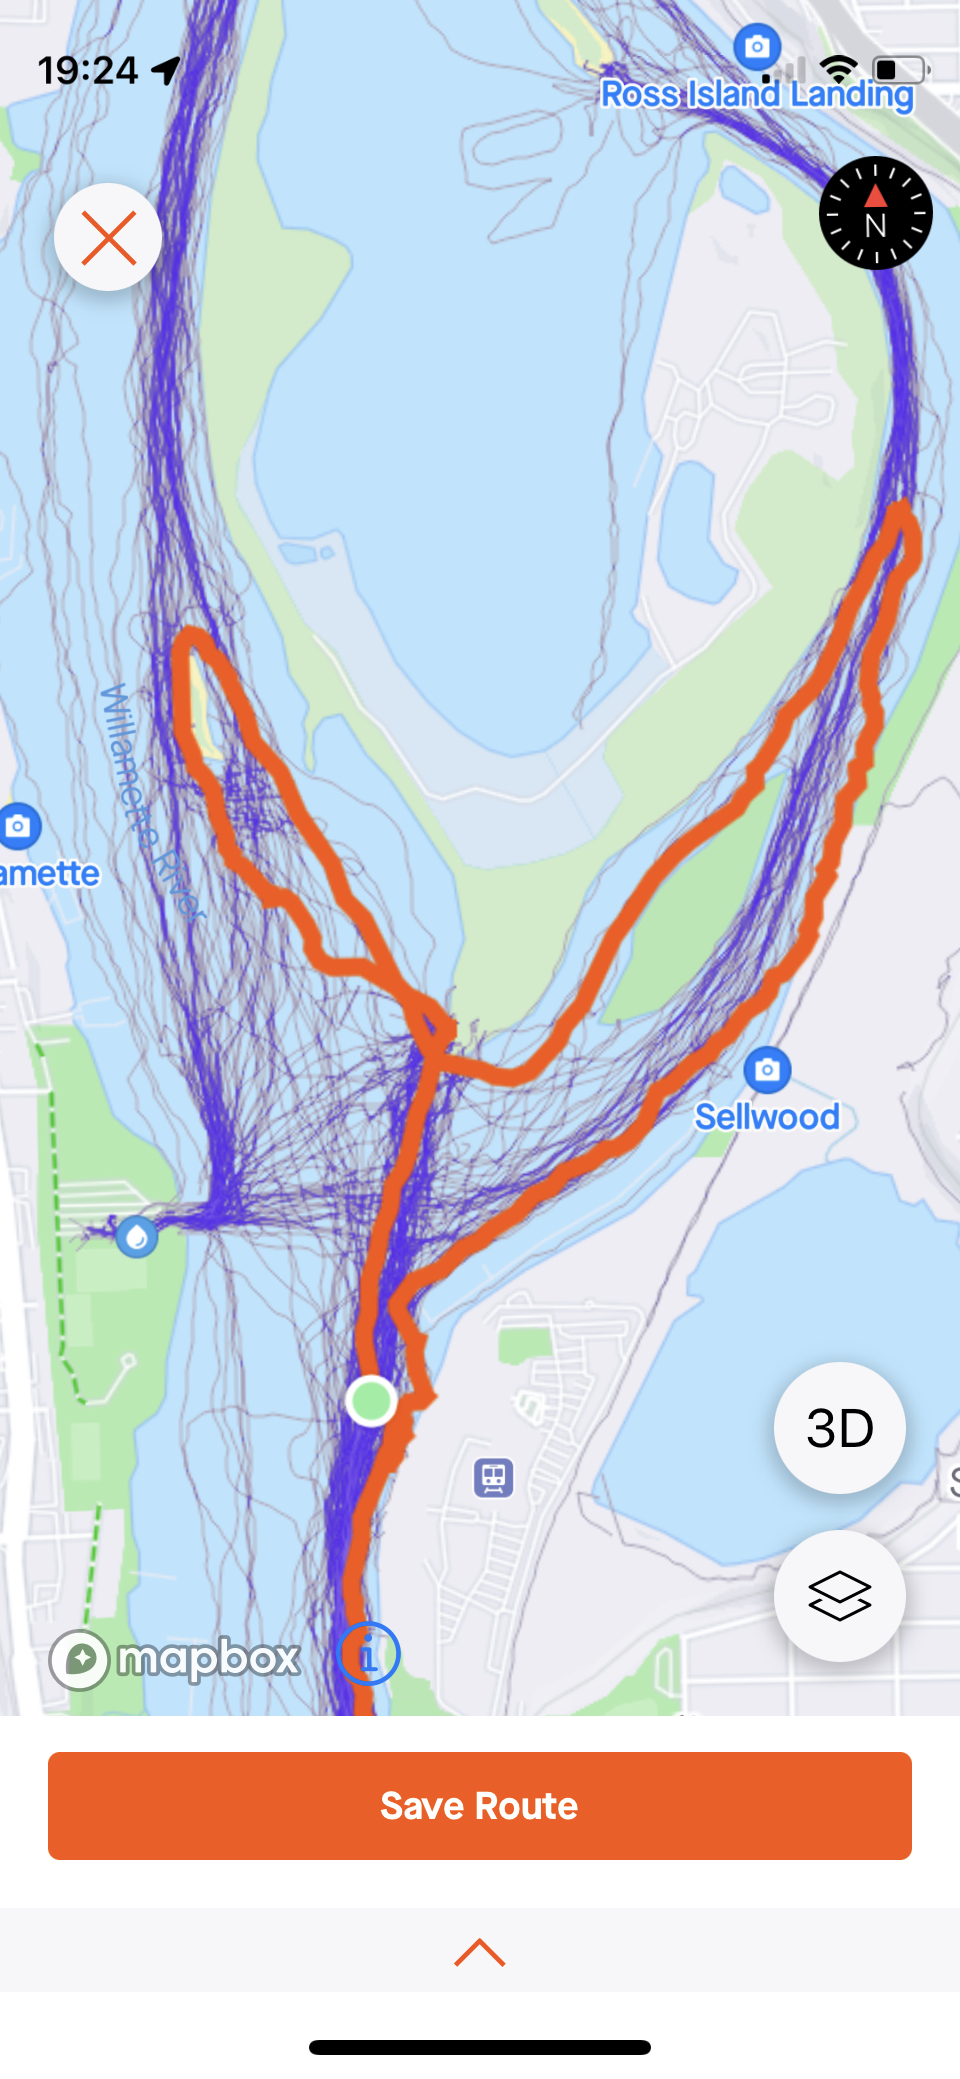 19:24
Ross Island Landing
N
Willamette River
amette
Sellwood
3D
S
mapbox
i
Save Route